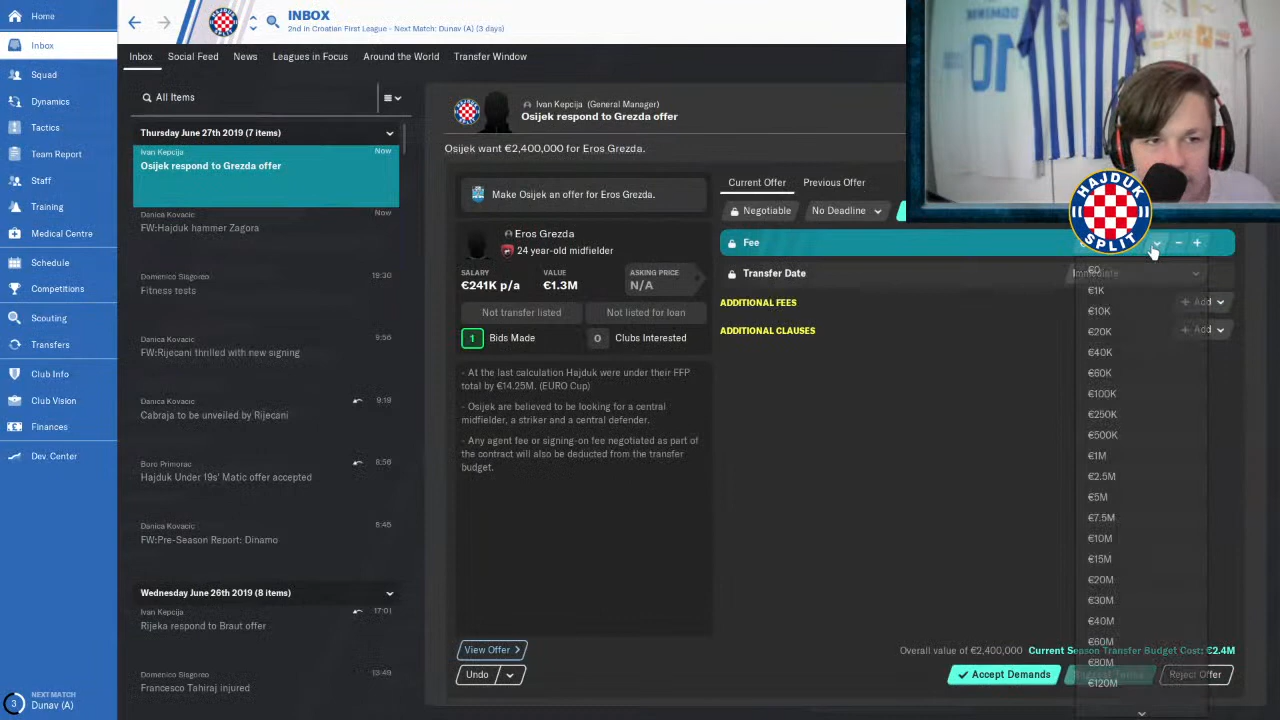 Home
Inbox
Squad
Dynamics
Tactics
Team Report
Staff
Training
Medical Centre
Schedule
Competitions
Scouting
Transfers
Club Info
Club Vision
Finances
Dev. Center
3
NEXT MATCH
Dunav (A)
INBOX
2nd in Croatian First League - Next Match: Dunav (A) (3 days)
Inbox
Social Feed
News
Leagues in Focus
Around the World
Transfer Window
All Items
Thursday June 27th 2019 (7 items)
Ivan Kepcija
Now
Osijek respond to Grezda offer
Danica Kovacic
Now
FW:Hajduk hammer Zagora
Domenico Sisgoreo
19:30
Fitness tests
Ivan Kepcija
9:56
FW:Rijecani thrilled with new signing
Danica Kovacic
9:19
Cabraja to be unveiled by Rijecani
Boro Primorac
8:56
Hajduk Under 19s' Matic offer accepted
Danica Kovacic
8:45
FW:Pre-Season Report: Dinamo
Wednesday June 26th 2019 (8 items)
Ivan Kepcija
17:01
Rijeka respond to Braut offer
Domenico Sisgoreo
13:49
Francesco Tahiraj injured
Ivan Kepcija (General Manager)
Osijek respond to Grezda offer
Osijek want €2,400,000 for Eros Grezda.
Make Osijek an offer for Eros Grezda.
Eros Grezda
24 year-old midfielder
SALARY
€241K p/a
VALUE
€1.3M
ASKING PRICE
N/A
Not transfer listed
Not listed for loan
1 Bids Made
0 Clubs Interested
- At the last calculation Hajduk were under their FFP
total by €14.25M. (EURO Cup)
- Osijek are believed to be looking for a central
midfielder, a striker and a central defender.
- Any agent fee or signing-on fee negotiated as part of
the contract will also be deducted from the transfer
budget.
View Offer
Undo
Current Offer
Previous Offer
Negotiable
No Deadline
Fee
Transfer Date
Immediate
ADDITIONAL FEES
Add
ADDITIONAL CLAUSES
Add
€0
€1K
€10K
€20K
€40K
€60K
€100K
€250K
€500K
€1M
€2.5M
€5M
€7.5M
€10M
€15M
€20M
€30M
€40M
€60M
€80M
€120M
Overall value of €2,400,000 Current Season Transfer Budget Cost: €2.4M
Accept Demands
Reject Offer
10
HAJDUK
SPLIT